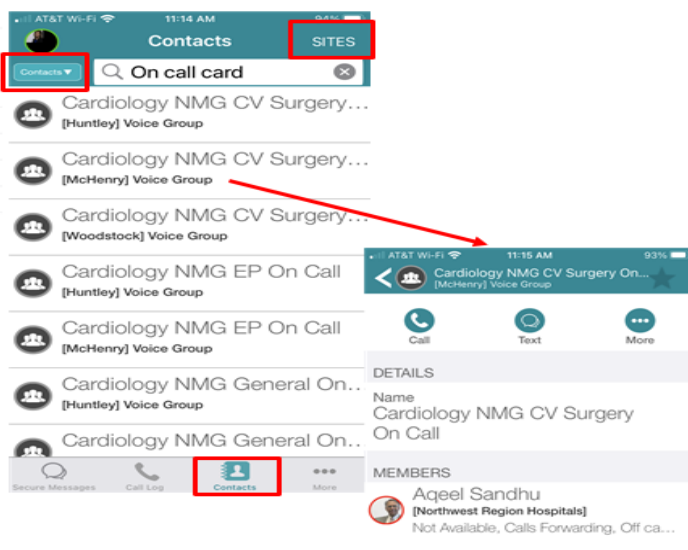 AT&T Wi-Fi 11:14 AM 94%
Contacts SITES
Contacts ▼ On call card
Cardiology NMG CV Surgery...
[Huntley] Voice Group
Cardiology NMG CV Surgery...
[McHenry] Voice Group
Cardiology NMG CV Surgery...
[Woodstock] Voice Group
Cardiology NMG EP On Call
[Huntley] Voice Group
Cardiology NMG EP On Call
[McHenry] Voice Group
Cardiology NMG General On...
[Huntley] Voice Group
Cardiology NMG General On...
Secure Messages Call Log Contacts More
AT&T Wi-Fi 11:15 AM 93%
Cardiology NMG CV Surgery On...
[McHenry] Voice Group
Call Text More
DETAILS
Name
Cardiology NMG CV Surgery
On Call
MEMBERS
Aqeel Sandhu
[Northwest Region Hospitals]
Not Available, Calls Forwarding, Off ca...